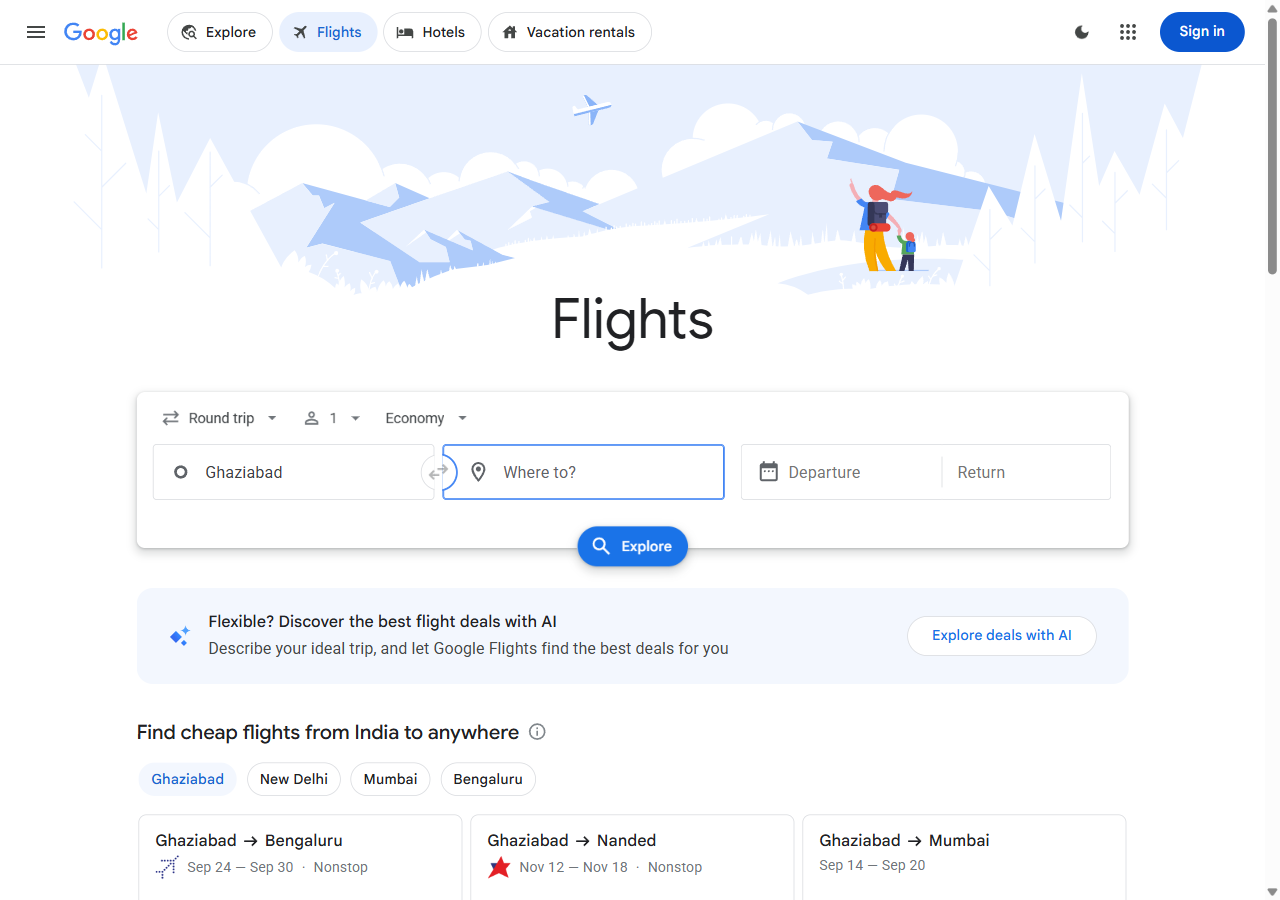 Google
Explore
Flights
Hotels
Vacation rentals
Sign in
Flights
Round trip
1
Economy
Ghaziabad
Where to?
Departure
Return
Explore
Flexible? Discover the best flight deals with AI
Describe your ideal trip, and let Google Flights find the best deals for you
Explore deals with AI
Find cheap flights from India to anywhere
Ghaziabad
New Delhi
Mumbai
Bengaluru
Ghaziabad → Bengaluru
Sep 24 — Sep 30 · Nonstop
Ghaziabad → Nanded
Nov 12 — Nov 18 · Nonstop
Ghaziabad → Mumbai
Sep 14 — Sep 20